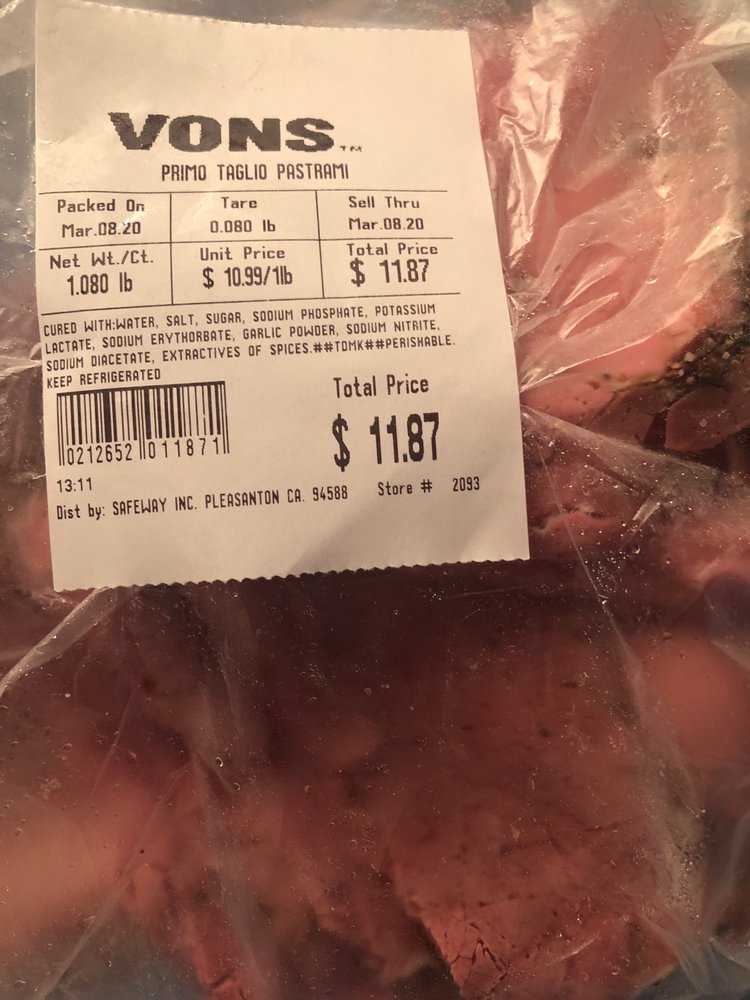 VONS™
PRIMO TAGLIO PASTRAMI
Packed On Tare Sell Thru
Mar.08.20 0.080 lb Mar.08.20
Net Wt./Ct. Unit Price Total Price
1.080 lb $ 10.99/1lb $ 11.87
CURED WITH:WATER, SALT, SUGAR, SODIUM PHOSPHATE, POTASSIUM
LACTATE, SODIUM ERYTHORBATE, GARLIC POWDER, SODIUM NITRITE,
SODIUM DIACETATE, EXTRACTIVES OF SPICES.##TDMK##PERISHABLE.
KEEP REFRIGERATED
Total Price
$ 11.87
0212652 011871
13:11
Dist by: SAFEWAY INC. PLEASANTON CA. 94588 Store # 2093